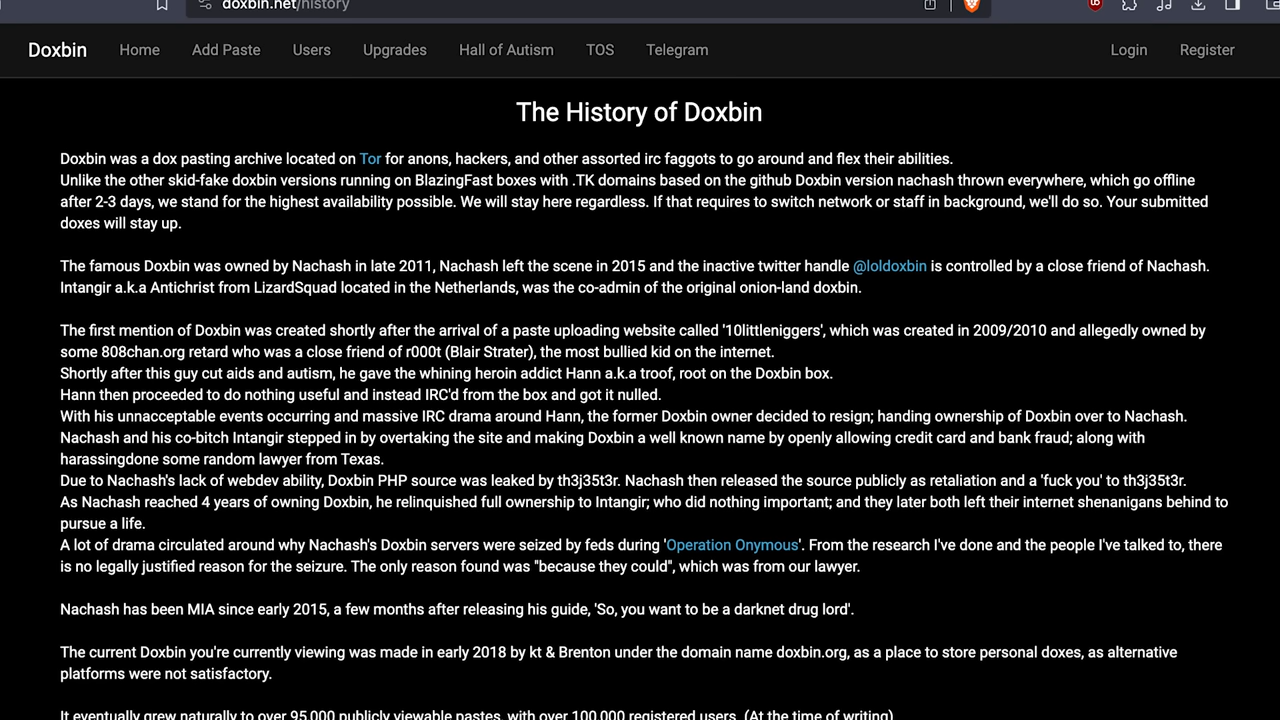 doxbin.net/history
Doxbin Home Add Paste Users Upgrades Hall of Autism TOS Telegram Login Register
The History of Doxbin
Doxbin was a dox pasting archive located on Tor for anons, hackers, and other assorted irc faggots to go around and flex their abilities.
Unlike the other skid-fake doxbin versions running on BlazingFast boxes with .TK domains based on the github Doxbin version nachash thrown everywhere, which go offline
after 2-3 days, we stand for the highest availability possible. We will stay here regardless. If that requires to switch network or staff in background, we'll do so. Your submitted
doxes will stay up.
The famous Doxbin was owned by Nachash in late 2011, Nachash left the scene in 2015 and the inactive twitter handle @loldoxbin is controlled by a close friend of Nachash.
Intangir a.k.a Antichrist from LizardSquad located in the Netherlands, was the co-admin of the original onion-land doxbin.
The first mention of Doxbin was created shortly after the arrival of a paste uploading website called '10littleniggers', which was created in 2009/2010 and allegedly owned by
some 808chan.org retard who was a close friend of r000t (Blair Strater), the most bullied kid on the internet.
Shortly after this guy cut aids and autism, he gave the whining heroin addict Hann a.k.a troof, root on the Doxbin box.
Hann then proceeded to do nothing useful and instead IRC'd from the box and got it nulled.
With his unnacceptable events occurring and massive IRC drama around Hann, the former Doxbin owner decided to resign; handing ownership of Doxbin over to Nachash.
Nachash and his co-bitch Intangir stepped in by overtaking the site and making Doxbin a well known name by openly allowing credit card and bank fraud; along with
harassingdone some random lawyer from Texas.
Due to Nachash's lack of webdev ability, Doxbin PHP source was leaked by th3j35t3r. Nachash then released the source publicly as retaliation and a 'fuck you' to th3j35t3r.
As Nachash reached 4 years of owning Doxbin, he relinquished full ownership to Intangir; who did nothing important; and they later both left their internet shenanigans behind to
pursue a life.
A lot of drama circulated around why Nachash's Doxbin servers were seized by feds during 'Operation Onymous'. From the research I've done and the people I've talked to, there
is no legally justified reason for the seizure. The only reason found was "because they could", which was from our lawyer.
Nachash has been MIA since early 2015, a few months after releasing his guide, 'So, you want to be a darknet drug lord'.
The current Doxbin you're currently viewing was made in early 2018 by kt & Brenton under the domain name doxbin.org, as a place to store personal doxes, as alternative
platforms were not satisfactory.
It eventually grew naturally to over 95,000 publicly viewable pastes, with over 100,000 registered users. (At the time of writing)